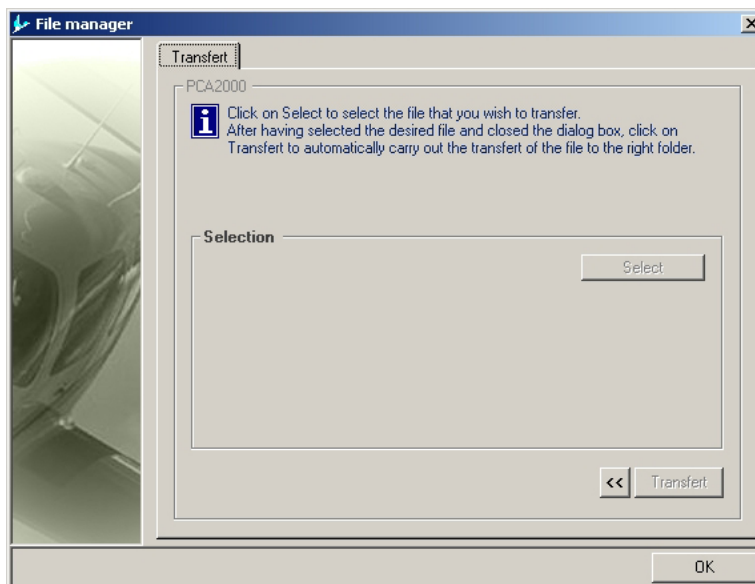 File manager
Transfert
PCA2000
Click on Select to select the file that you wish to transfer.
After having selected the desired file and closed the dialog box, click on
Transfert to automatically carry out the transfert of the file to the right folder.
Selection
Select
<< Transfert
OK